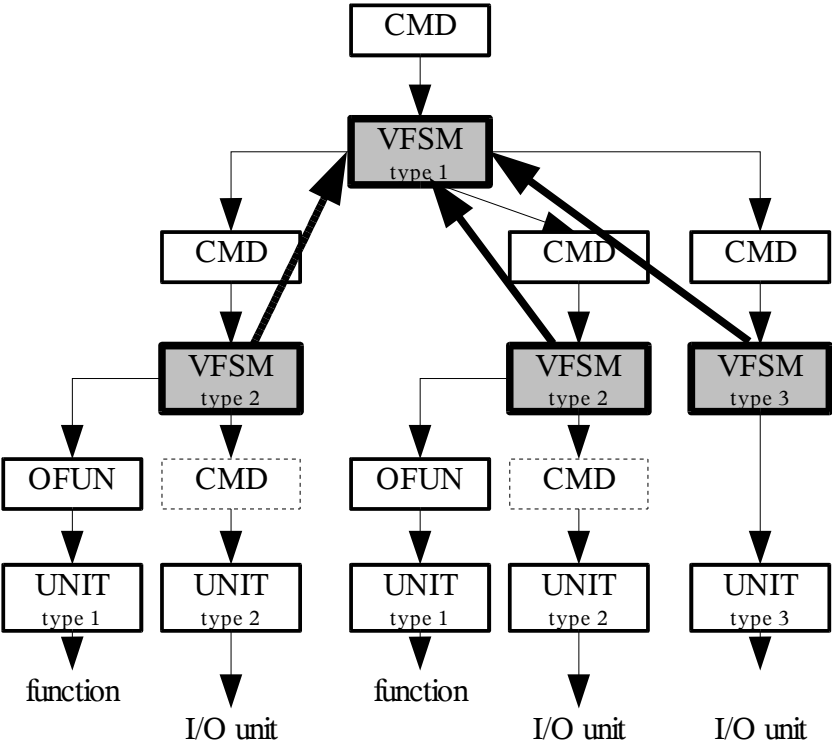 CMD
VFSM
type 1
CMD
CMD
CMD
VFSM
type 2
VFSM
type 2
VFSM
type 3
OFUN
CMD
OFUN
CMD
UNIT
type 1
UNIT
type 2
UNIT
type 1
UNIT
type 2
UNIT
type 3
function
function
I/O unit
I/O unit
I/O unit